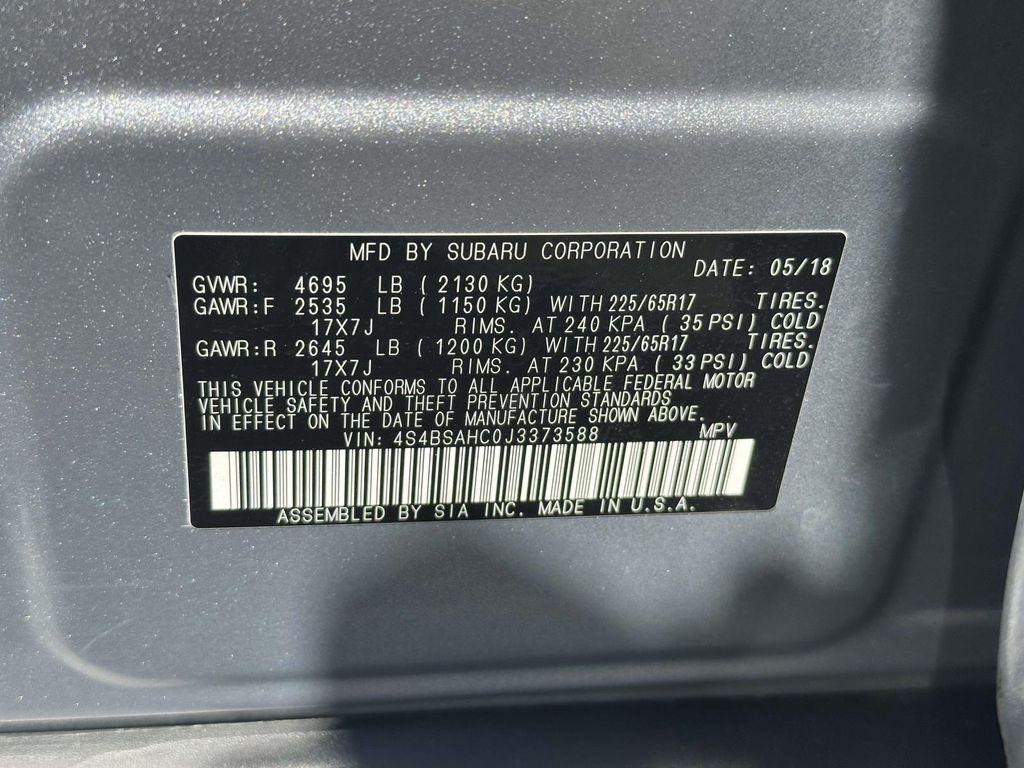 MFD BY SUBARU CORPORATION
DATE: 05/18
GVWR: 4695 LB ( 2130 KG)
GAWR:F 2535 LB ( 1150 KG) WITH 225/65R17 TIRES.
17X7J RIMS. AT 240 KPA ( 35 PSI) COLD
GAWR:R 2645 LB ( 1200 KG) WITH 225/65R17 TIRES.
17X7J RIMS. AT 230 KPA ( 33 PSI) COLD
THIS VEHICLE CONFORMS TO ALL APPLICABLE FEDERAL MOTOR
VEHICLE SAFETY AND THEFT PREVENTION STANDARDS
IN EFFECT ON THE DATE OF MANUFACTURE SHOWN ABOVE.
VIN: 4S4BSAHC0J3373588 MPV
ASSEMBLED BY SIA INC. MADE IN U.S.A.